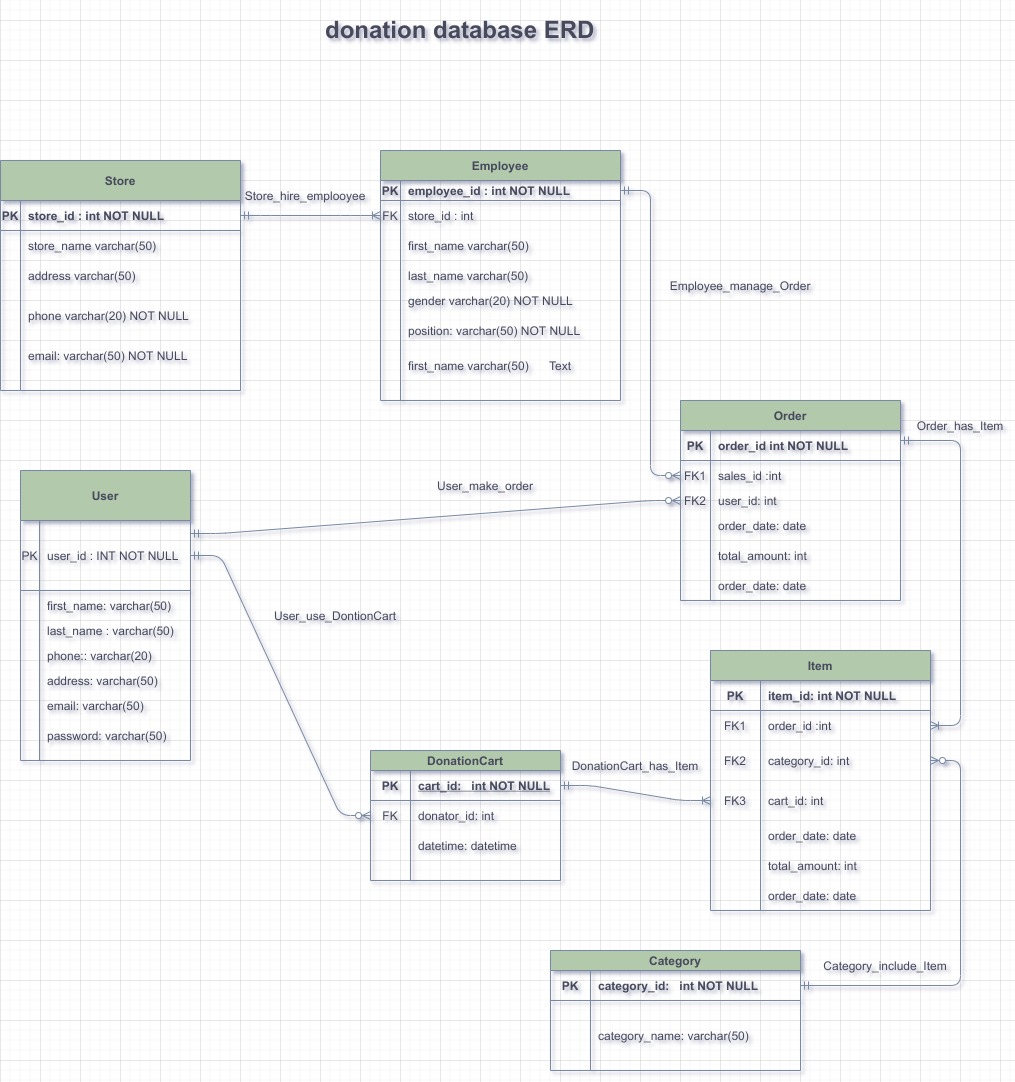 donation database ERD
Store
PK store_id : int NOT NULL
store_name varchar(50)
address varchar(50)
phone varchar(20) NOT NULL
email: varchar(50) NOT NULL
Store_hire_emplooyee
Employee
PK employee_id : int NOT NULL
FK store_id : int
first_name varchar(50)
last_name varchar(50)
gender varchar(20) NOT NULL
position: varchar(50) NOT NULL
first_name varchar(50) Text
Employee_manage_Order
Order
PK order_id int NOT NULL
FK1 sales_id :int
FK2 user_id: int
order_date: date
total_amount: int
order_date: date
Order_has_Item
User
PK user_id : INT NOT NULL
first_name: varchar(50)
last_name : varchar(50)
phone:: varchar(20)
address: varchar(50)
email: varchar(50)
password: varchar(50)
User_make_order
User_use_DontionCart
Item
PK item_id: int NOT NULL
FK1 order_id :int
FK2 category_id: int
FK3 cart_id: int
order_date: date
total_amount: int
order_date: date
DonationCart
PK cart_id: int NOT NULL
FK donator_id: int
datetime: datetime
DonationCart_has_Item
Category
PK category_id: int NOT NULL
category_name: varchar(50)
Category_include_Item